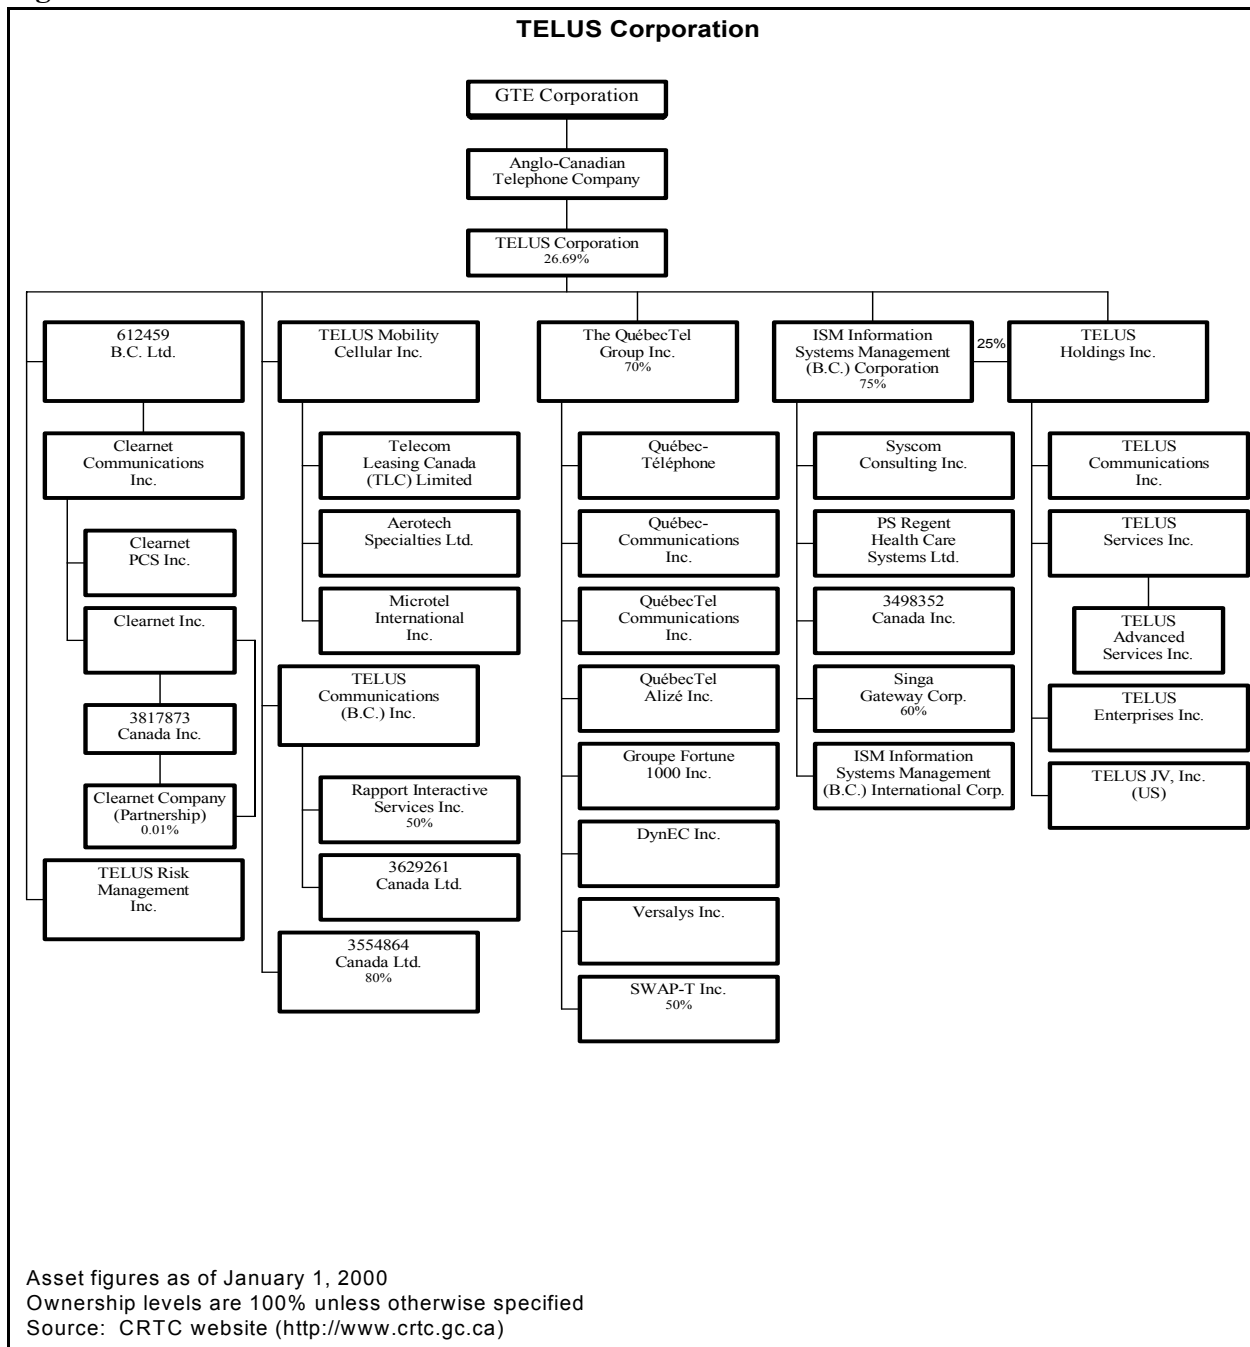 TELUS Corporation
GTE Corporation
Anglo-Canadian
Telephone Company
TELUS Corporation
26.69%
612459
B.C. Ltd.
TELUS Mobility
Cellular Inc.
The QuébecTel
Group Inc.
70%
ISM Information
Systems Management
(B.C.) Corporation
75%
25%
TELUS
Holdings Inc.
Clearnet
Communications
Inc.
Clearnet
PCS Inc.
Clearnet Inc.
3817873
Canada Inc.
Clearnet Company
(Partnership)
0.01%
TELUS Risk
Management
Inc.
Telecom
Leasing Canada
(TLC) Limited
Aerotech
Specialties Ltd.
Microtel
International
Inc.
TELUS
Communications
(B.C.) Inc.
Rapport Interactive
Services Inc.
50%
3629261
Canada Ltd.
3554864
Canada Ltd.
80%
Québec-
Téléphone
Québec-
Communications
Inc.
QuébecTel
Communications
Inc.
QuébecTel
Alizé Inc.
Groupe Fortune
1000 Inc.
DynEC Inc.
Versalys Inc.
SWAP-T Inc.
50%
Syscom
Consulting Inc.
PS Regent
Health Care
Systems Ltd.
3498352
Canada Inc.
Singa
Gateway Corp.
60%
ISM Information
Systems Management
(B.C.) International Corp.
TELUS
Communications
Inc.
TELUS
Services Inc.
TELUS
Advanced
Services Inc.
TELUS
Enterprises Inc.
TELUS JV, Inc.
(US)
Asset figures as of January 1, 2000
Ownership levels are 100% unless otherwise specified
Source: CRTC website (http://www.crtc.gc.ca)